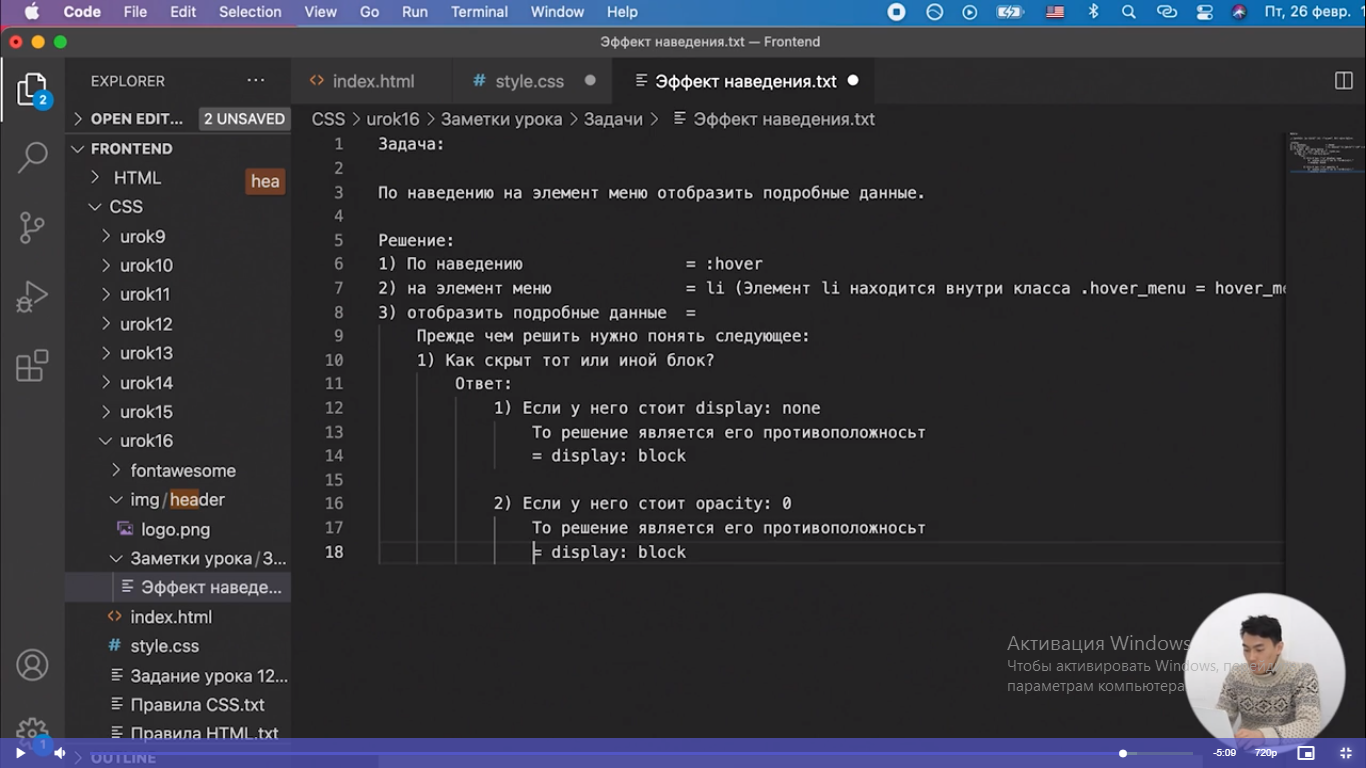 Code File Edit Selection View Go Run Terminal Window Help Пт, 26 февр. 1
Эффект наведения.txt — Frontend
EXPLORER ···
index.html
# style.css
Эффект наведения.txt
2
OPEN EDIT... 2 UNSAVED
CSS > urok16 > Заметки урока > Задачи > Эффект наведения.txt
FRONTEND
HTML
hea
CSS
urok9
urok10
urok11
urok12
urok13
urok14
urok15
urok16
fontawesome
img/header
logo.png
Заметки урока/З...
Эффект наведе...
index.html
# style.css
Задание урока 12...
Правила CSS.txt
Правила HTML.txt
OUTLINE
1
1 Задача:
2
3 По наведению на элемент меню отобразить подробные данные.
4
5 Решение:
6 1) По наведению = :hover
7 2) на элемент меню = li (Элемент li находится внутри класса .hover_menu = hover_me
8 3) отобразить подробные данные =
9 Прежде чем решить нужно понять следующее:
10 1) Как скрыт тот или иной блок?
11 Ответ:
12 1) Если у него стоит display: none
13 То решение является его противоположносьт
14 = display: block
15
16 2) Если у него стоит opacity: 0
17 То решение является его противоположносьт
18 = display: block
Активация Windows
Чтобы активировать Windows,
параметрам компьютера
-5:09 720p